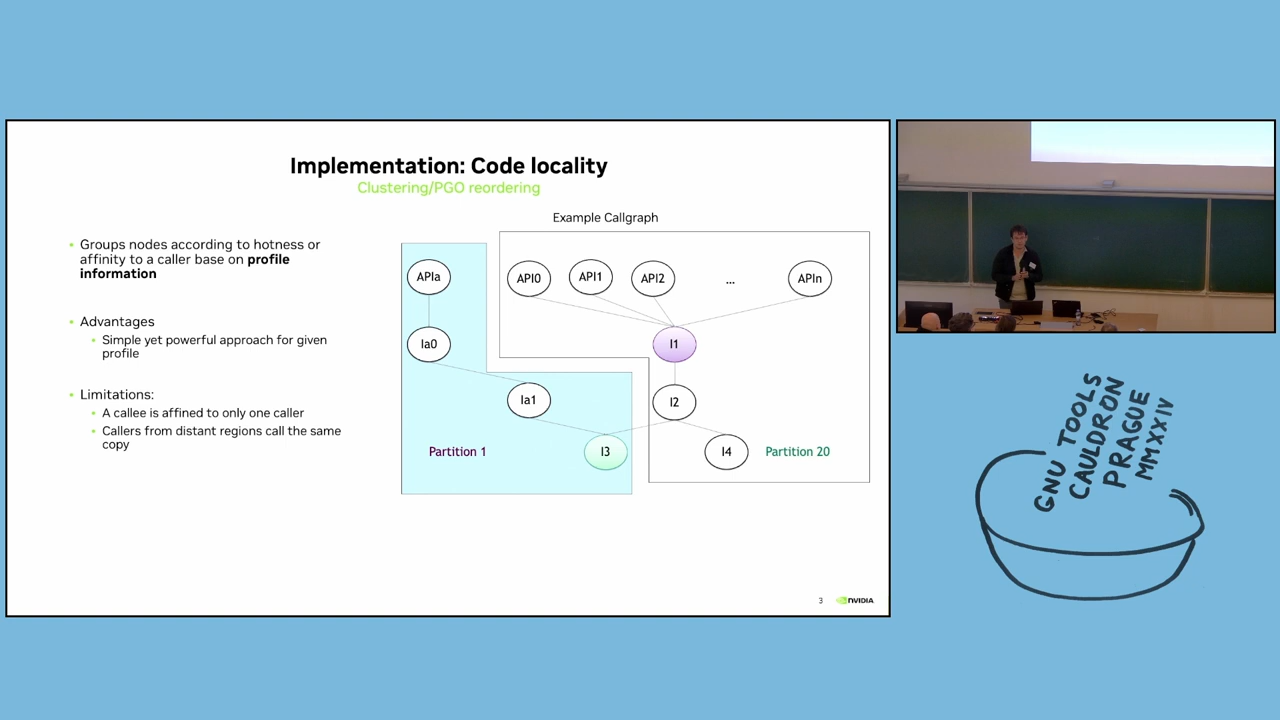 Implementation: Code locality
Clustering/PGO reordering
Groups nodes according to hotness or
affinity to a caller base on profile
information
Advantages
Simple yet powerful approach for given
profile
Limitations:
A callee is affined to only one caller
Callers from distant regions call the same
copy
Example Callgraph
APIa
API0
API1
API2
...
APIn
Ia0
I1
Ia1
I2
Partition 1
I3
I4
Partition 20
3
NVIDIA
GNU TOOLS
CAULDRON
PRAGUE
MMXXIV